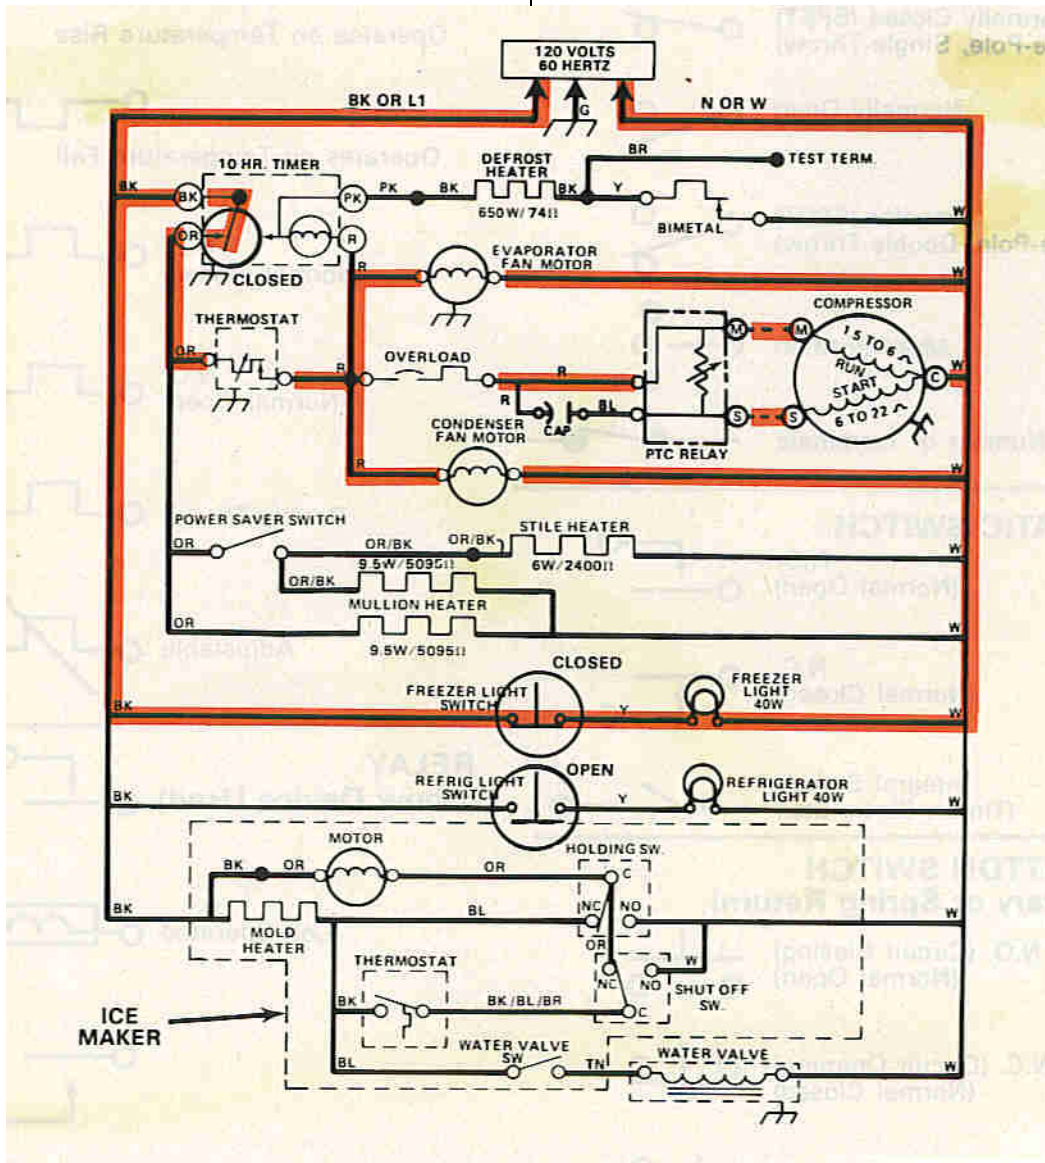 120 VOLTS
60 HERTZ
BK OR L1
G
N OR W
BR
TEST TERM.
10 HR. TIMER
DEFROST
HEATER
BK
BK
PK
PK
BK
BK
Y
650W/74Ω
BIMETAL
W
OR
R
CLOSED
R
EVAPORATOR
FAN MOTOR
W
THERMOSTAT
COMPRESSOR
OR
R
OVERLOAD
R
M
M
1.5 TO 6
RUN
START
6 TO 22
C
W
R
CAP
BL
S
S
PTC RELAY
CONDENSER
FAN MOTOR
R
W
POWER SAVER SWITCH
OR
OR/BK
OR/BK
STILE HEATER
9.5W/5095Ω
6W/2400Ω
W
OR/BK
MULLION HEATER
OR
9.5W/5095Ω
W
CLOSED
FREEZER LIGHT
SWITCH
BK
Y
FREEZER
LIGHT
40W
W
OPEN
REFRIG LIGHT
SWITCH
BK
Y
REFRIGERATOR
LIGHT 40W
W
MOTOR
HOLDING SW.
BK
OR
OR
C
BK
BL
NC
NO
W
MOLD
HEATER
OR
W
THERMOSTAT
NC
NO
SHUT OFF
SW.
BK
BK/BL/BR
C
ICE
MAKER
WATER VALVE
SW
WATER VALVE
BL
TN
W